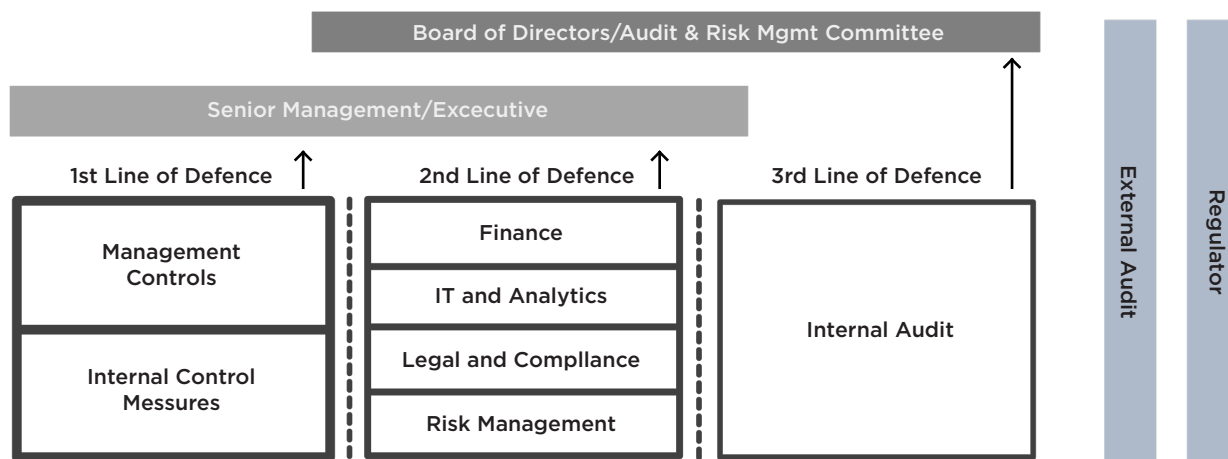 Board of Directors/Audit & Risk Mgmt Committee
Senior Management/Excecutive
1st Line of Defence
2nd Line of Defence
3rd Line of Defence
Management
Controls
Internal Control
Messures
Finance
IT and Analytics
Legal and Compllance
Risk Management
Internal Audit
External Audit
Regulator